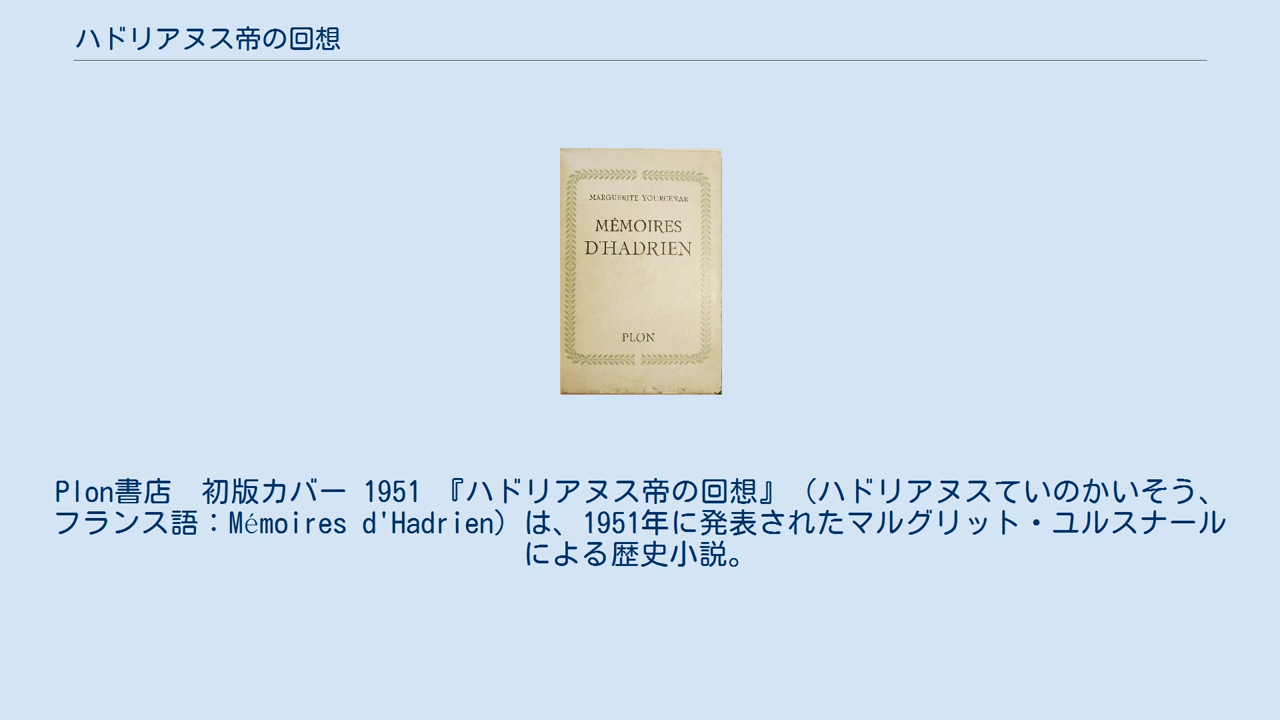 ハドリアヌス帝の回想
MARGUERITE YOURCENAR
MÉMOIRES
D'HADRIEN
PLON
Plon書店　初版カバー 1951 『ハドリアヌス帝の回想』（ハドリアヌスていのかいそう、
フランス語：Mémoires d'Hadrien）は、1951年に発表されたマルグリット・ユルスナール
による歴史小説。